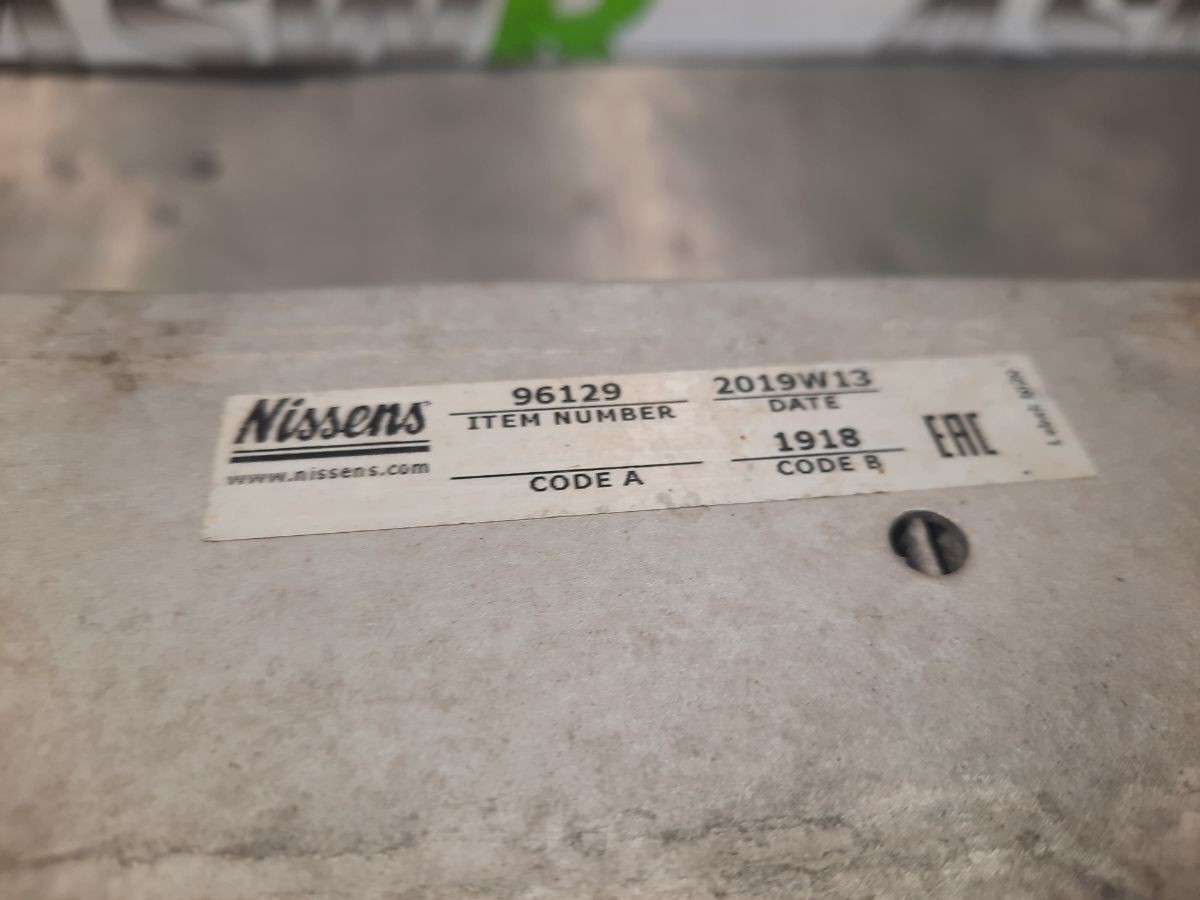 Nissens
www.nissens.com
96129
ITEM NUMBER
CODE A
2019W13
DATE
1918
CODE B
EAC